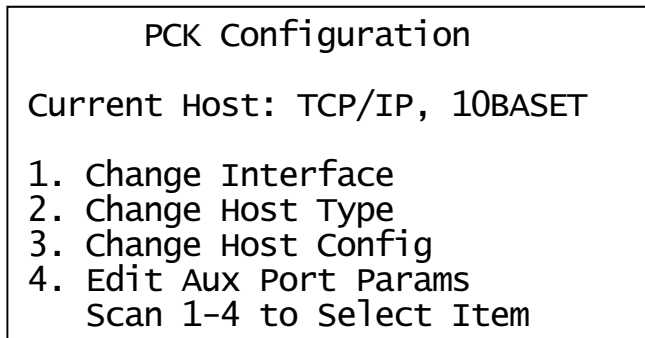 PCK Configuration
Current Host: TCP/IP, 10BASET
1. Change Interface
2. Change Host Type
3. Change Host Config
4. Edit Aux Port Params
Scan 1-4 to Select Item